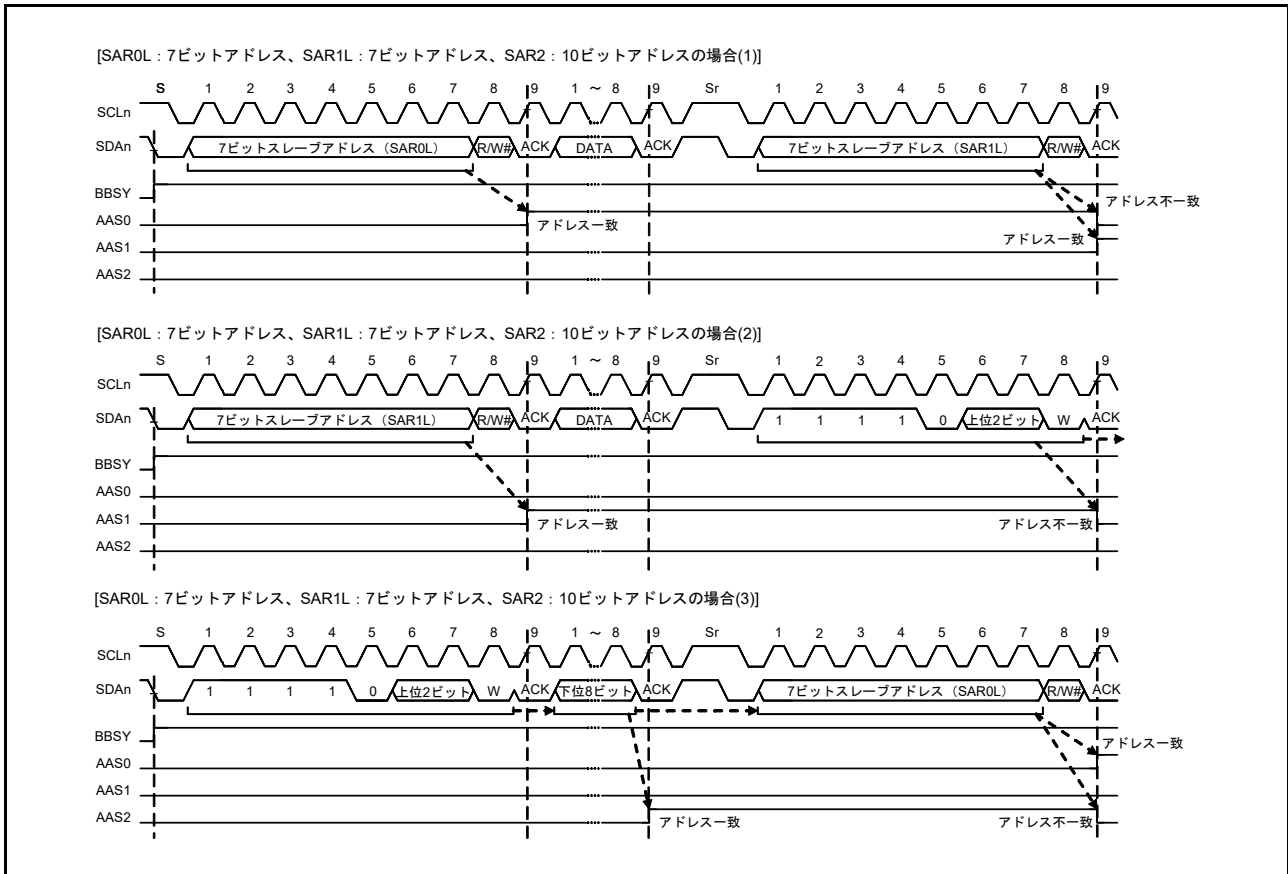 [SAR0L：7ビットアドレス、SAR1L：7ビットアドレス、SAR2：10ビットアドレスの場合(1)]
S 1 2 3 4 5 6 7 8 9 1 ～ 8 9 Sr 1 2 3 4 5 6 7 8 9
SCLn
SDAn 7ビットスレーブアドレス（SAR0L） R/W# ACK DATA ACK 7ビットスレーブアドレス（SAR1L） R/W# ACK
BBSY アドレス不一致
AAS0 アドレス一致
AAS1 アドレス一致
AAS2
[SAR0L：7ビットアドレス、SAR1L：7ビットアドレス、SAR2：10ビットアドレスの場合(2)]
S 1 2 3 4 5 6 7 8 9 1 ～ 8 9 Sr 1 2 3 4 5 6 7 8 9
SCLn
SDAn 7ビットスレーブアドレス（SAR1L） R/W# ACK DATA ACK 1 1 1 1 0 上位2ビット W ACK
BBSY
AAS0
AAS1 アドレス一致 アドレス不一致
AAS2
[SAR0L：7ビットアドレス、SAR1L：7ビットアドレス、SAR2：10ビットアドレスの場合(3)]
S 1 2 3 4 5 6 7 8 9 1 ～ 8 9 Sr 1 2 3 4 5 6 7 8 9
SCLn
SDAn 1 1 1 1 0 上位2ビット W ACK 下位8ビット ACK 7ビットスレーブアドレス（SAR0L） R/W# ACK
BBSY アドレス一致
AAS0
AAS1
AAS2 アドレス一致 アドレス不一致